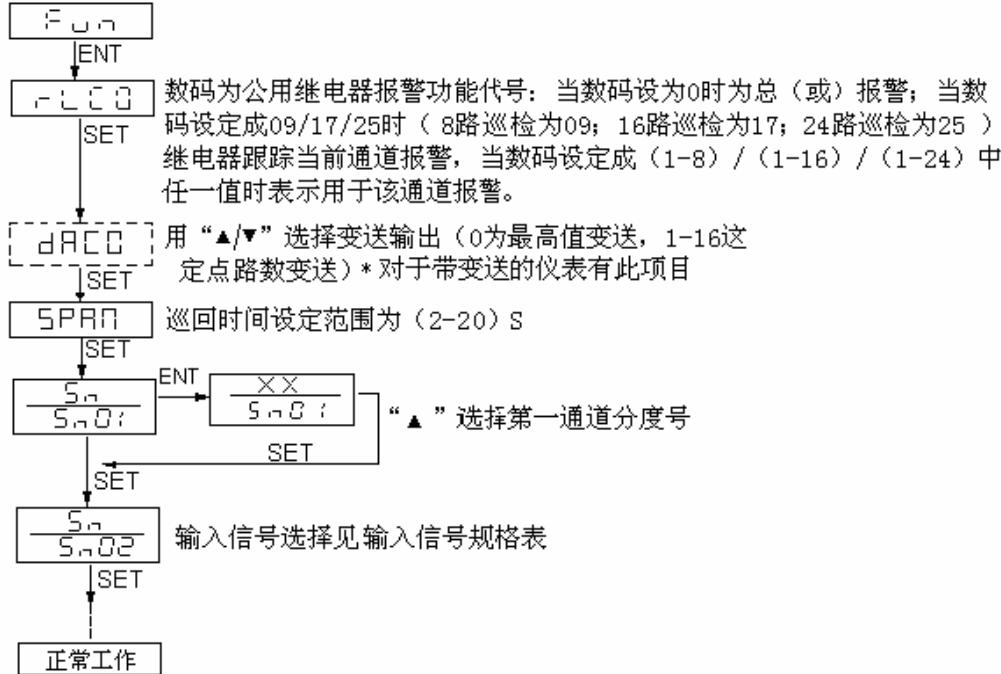 Fun
ENT
rLC0 数码为公用继电器报警功能代号：当数码设为0时为总（或）报警；当数
SET 码设定成09/17/25时（ 8路巡检为09；16路巡检为17；24路巡检为25 ）
继电器跟踪当前通道报警，当数码设定成（1-8）/（1-16）/（1-24）中
任一值时表示用于该通道报警。
dAC0 用“▲/▼”选择变送输出（0为最高值变送，1-16这
SET 定点路数变送）*对于带变送的仪表有此项目
SPAN 巡回时间设定范围为（2-20）S
SET
Sn
Sn01
ENT
XX
Sn01
“▲”选择第一通道分度号
SET
SET
Sn
Sn02
输入信号选择见输入信号规格表
SET
正常工作